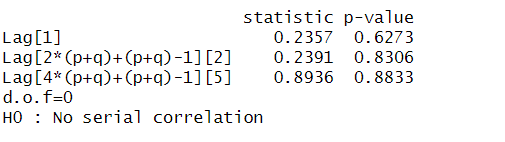 statistic p-value
Lag[1] 0.2357 0.6273
Lag[2*(p+q)+(p+q)-1][2] 0.2391 0.8306
Lag[4*(p+q)+(p+q)-1][5] 0.8936 0.8833
d.o.f=0
H0 : No serial correlation